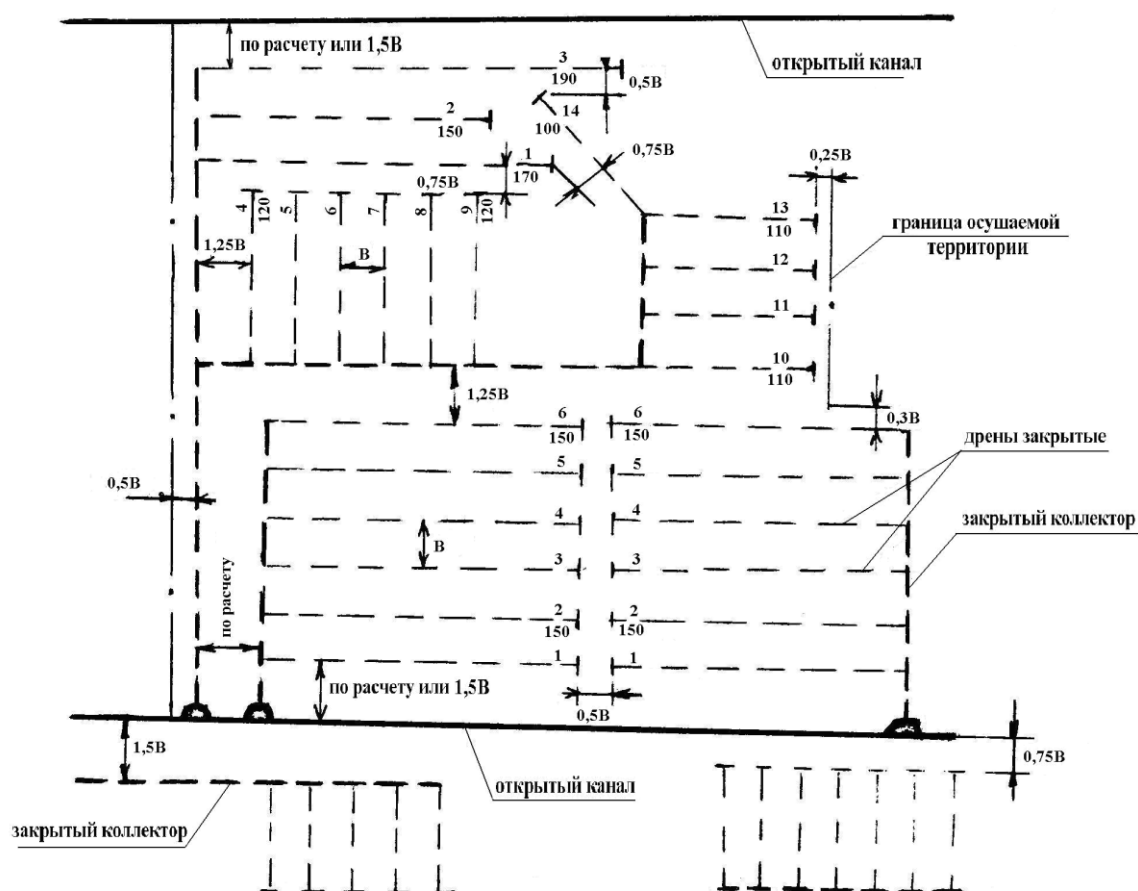 по расчету или 1,5В
открытый канал
3
190
0,5В
14
100
2
150
0,75В
1
170
0,25В
0,75В
4
120
5
6
7
8
9
120
13
110
граница осушаемой
территории
1,25В
В
12
11
10
110
1,25В
6
150
6
150
0,3В
дрены закрытые
5
5
0,5В
4
4
закрытый коллектор
В
3
3
по расчету
2
150
2
150
1
1
по расчету или 1,5В
0,5В
1,5В
0,75В
открытый канал
закрытый коллектор